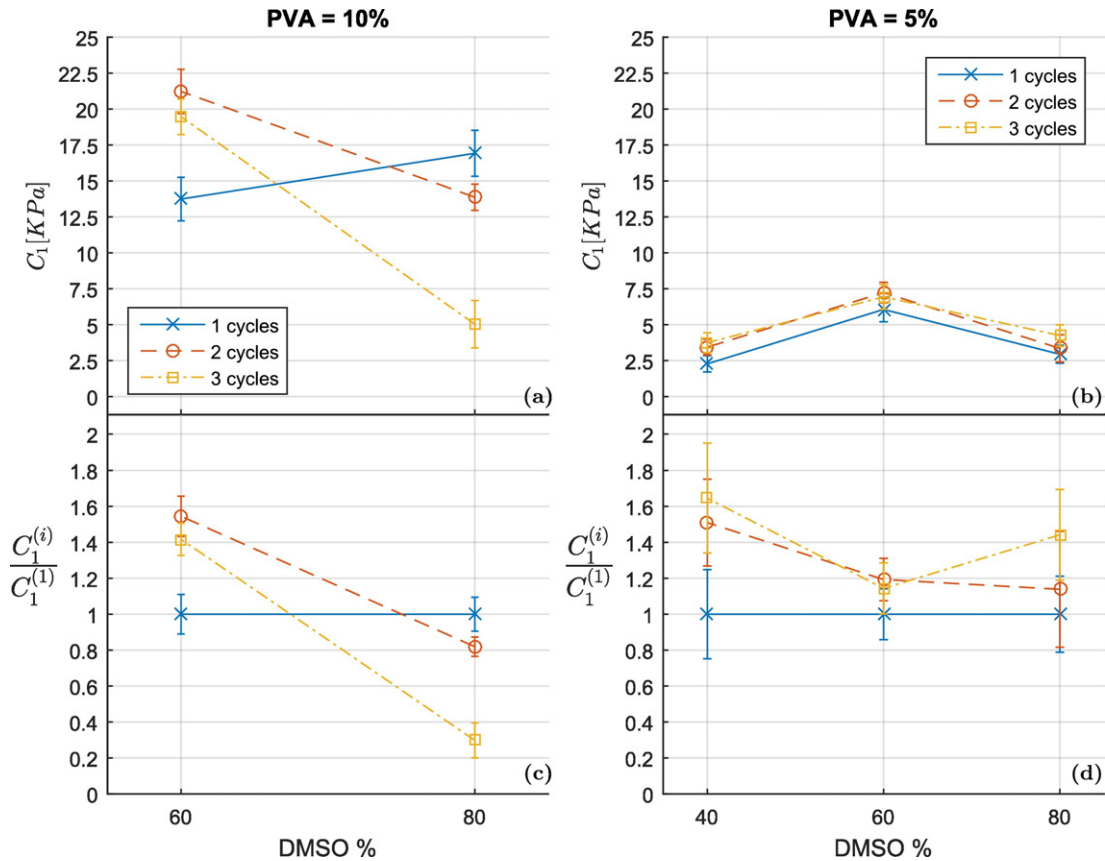 PVA = 10%
25
22.5
20
17.5
15
12.5
10
7.5
5
2.5
0
C₁[KPa]
1 cycles
2 cycles
3 cycles
(a)
PVA = 5%
25
22.5
20
17.5
15
12.5
10
7.5
5
2.5
0
C₁[KPa]
1 cycles
2 cycles
3 cycles
(b)
2
1.8
1.6
1.4
1.2
1
0.8
0.6
0.4
0.2
0
C₁⁽ⁱ⁾
C₁⁽¹⁾
(c)
60 80
DMSO %
2
1.8
1.6
1.4
1.2
1
0.8
0.6
0.4
0.2
0
C₁⁽ⁱ⁾
C₁⁽¹⁾
(d)
40 60 80
DMSO %